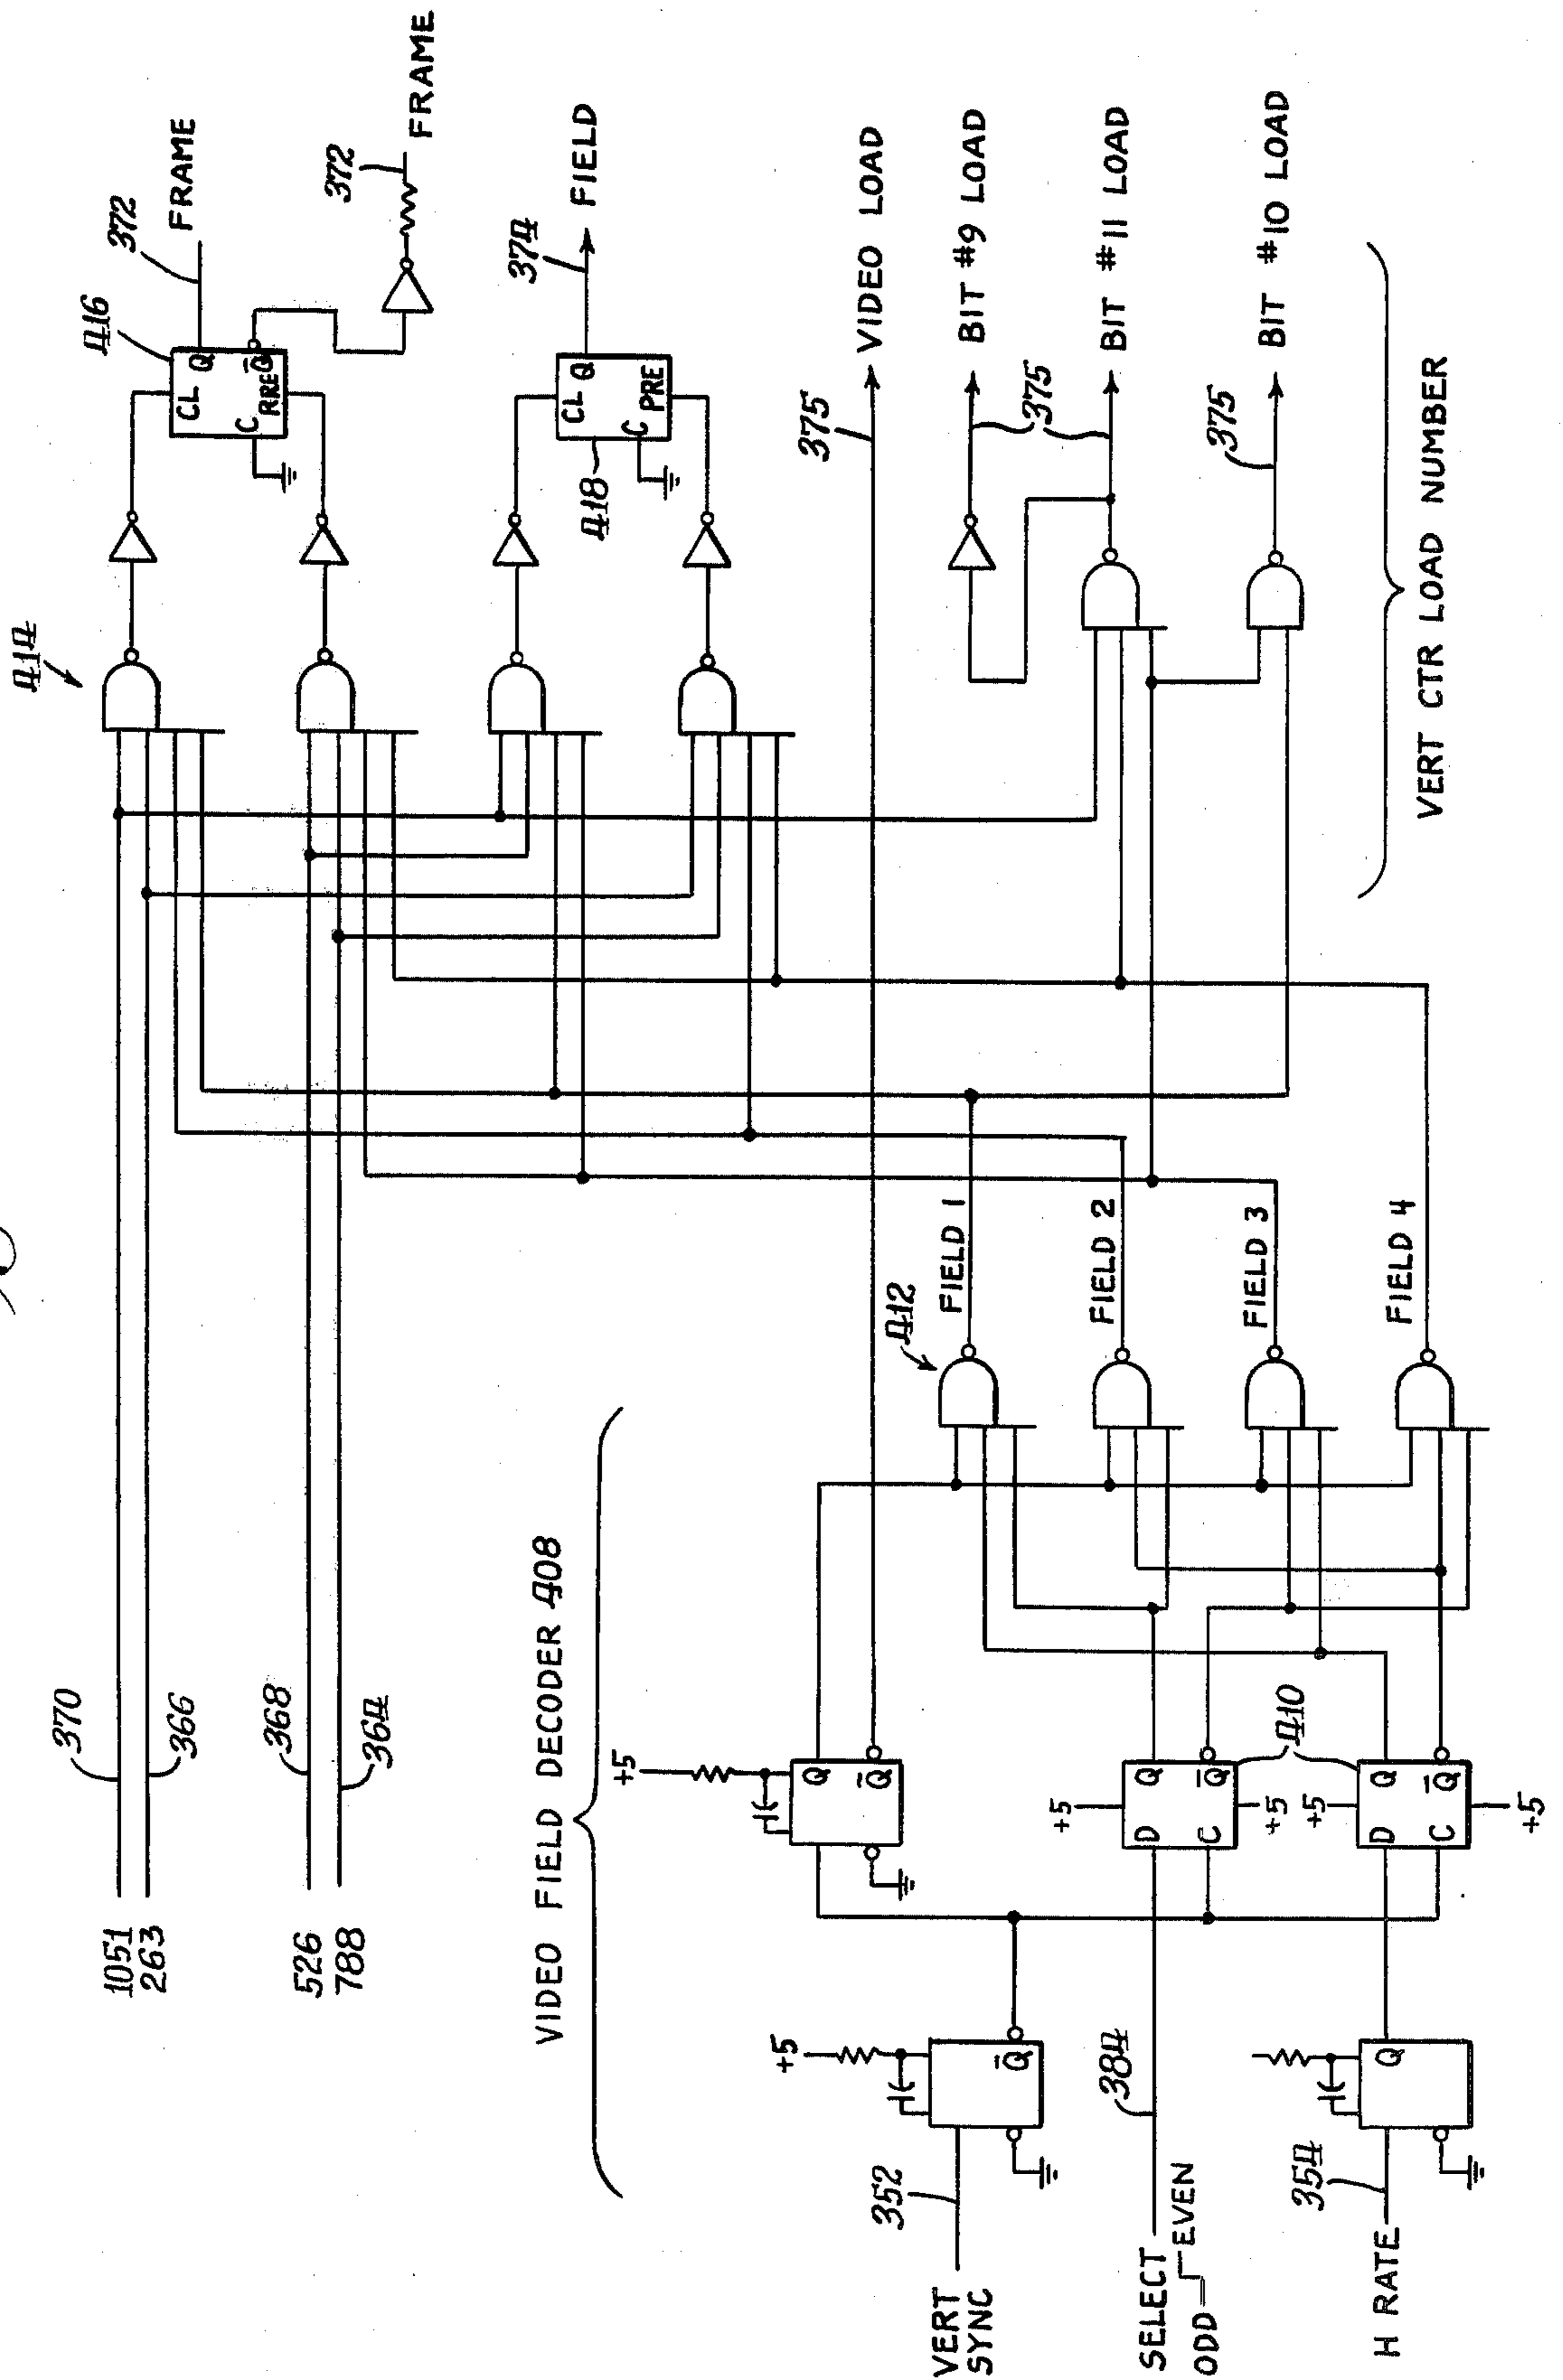 414
416
372
FRAME
CL Q
C RRE Q̅
372
FRAME
374
FIELD
CL Q
C PRE
418
1051
370
263
366
526
368
788
364
VIDEO FIELD DECODER 408
375
VIDEO LOAD
BIT #9 LOAD
375
BIT #11 LOAD
375
BIT #10 LOAD
VERT CTR LOAD NUMBER
412
FIELD 1
FIELD 2
FIELD 3
FIELD 4
+5
Q
Q̅
+5
D Q
C Q̅
+5
410
+5
D Q
C Q̅
+5
+5
Q̅
VERT
SYNC
352
SELECT
ODD EVEN
384
H RATE
354
Q